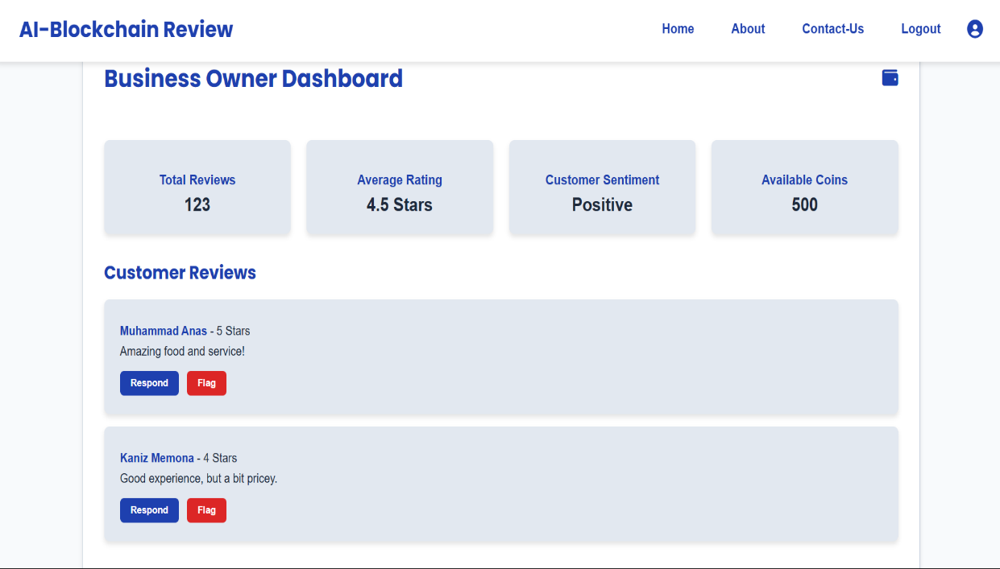 AI-Blockchain Review
Home About Contact-Us Logout
Business Owner Dashboard
Total Reviews
123
Average Rating
4.5 Stars
Customer Sentiment
Positive
Available Coins
500
Customer Reviews
Muhammad Anas - 5 Stars
Amazing food and service!
Respond Flag
Kaniz Memona - 4 Stars
Good experience, but a bit pricey.
Respond Flag